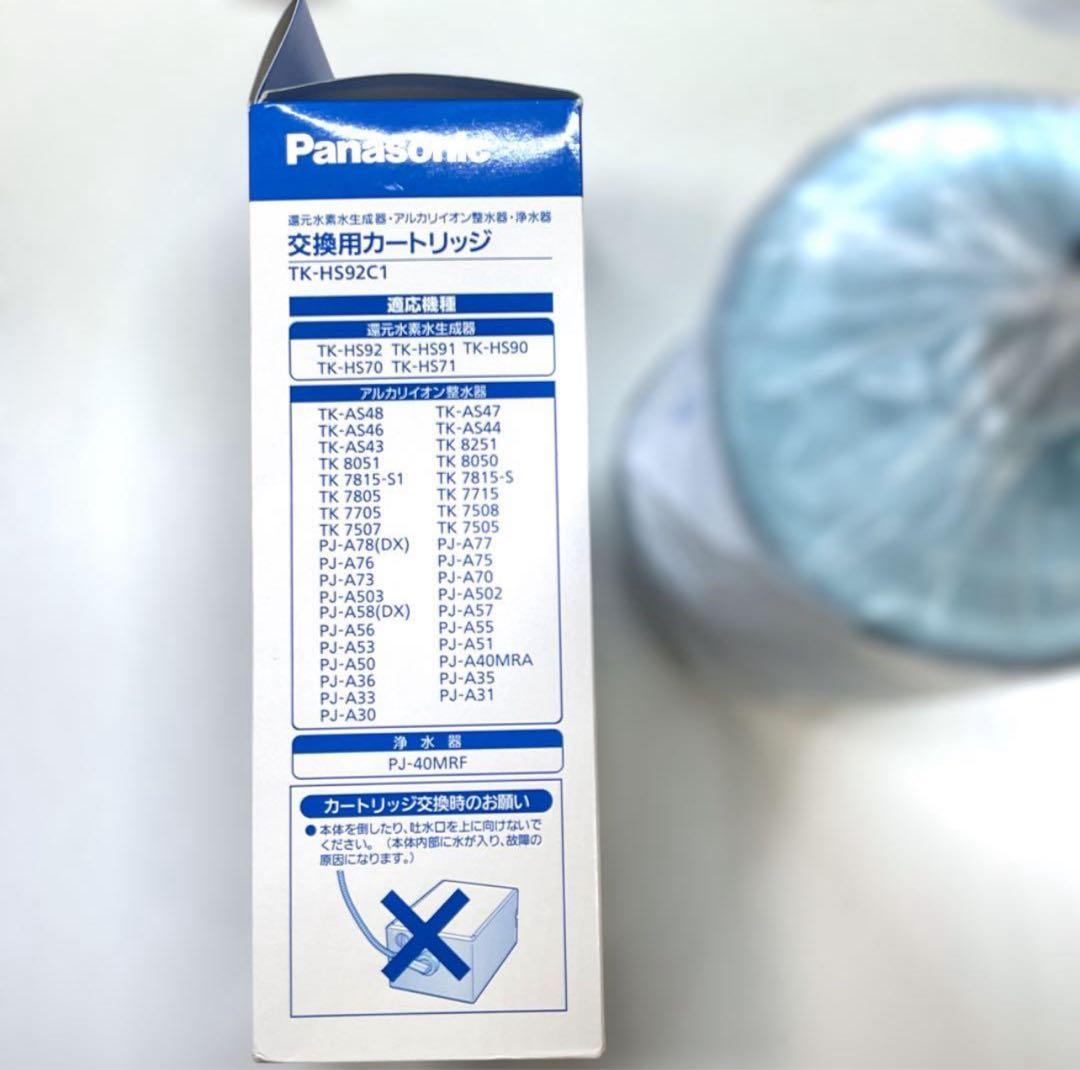 Panasonic
還元水素水生成器・アルカリイオン整水器・浄水器
交換用カートリッジ
TK-HS92C1
適応機種
還元水素水生成器
TK-HS92 TK-HS91 TK-HS90
TK-HS70 TK-HS71
アルカリイオン整水器
TK-AS48 TK-AS47
TK-AS46 TK-AS44
TK-AS43 TK 8251
TK 8051 TK 8050
TK 7815-S1 TK 7815-S
TK 7805 TK 7715
TK 7705 TK 7508
TK 7507 TK 7505
PJ-A78(DX) PJ-A77
PJ-A76 PJ-A75
PJ-A73 PJ-A70
PJ-A503 PJ-A502
PJ-A58(DX) PJ-A57
PJ-A56 PJ-A55
PJ-A53 PJ-A51
PJ-A50 PJ-A40MRA
PJ-A36 PJ-A35
PJ-A33 PJ-A31
PJ-A30
浄水器
PJ-40MRF
カートリッジ交換時のお願い
●本体を倒したり、吐水口を上に向けないで
ください。（本体内部に水が入り、故障の
原因になります。）